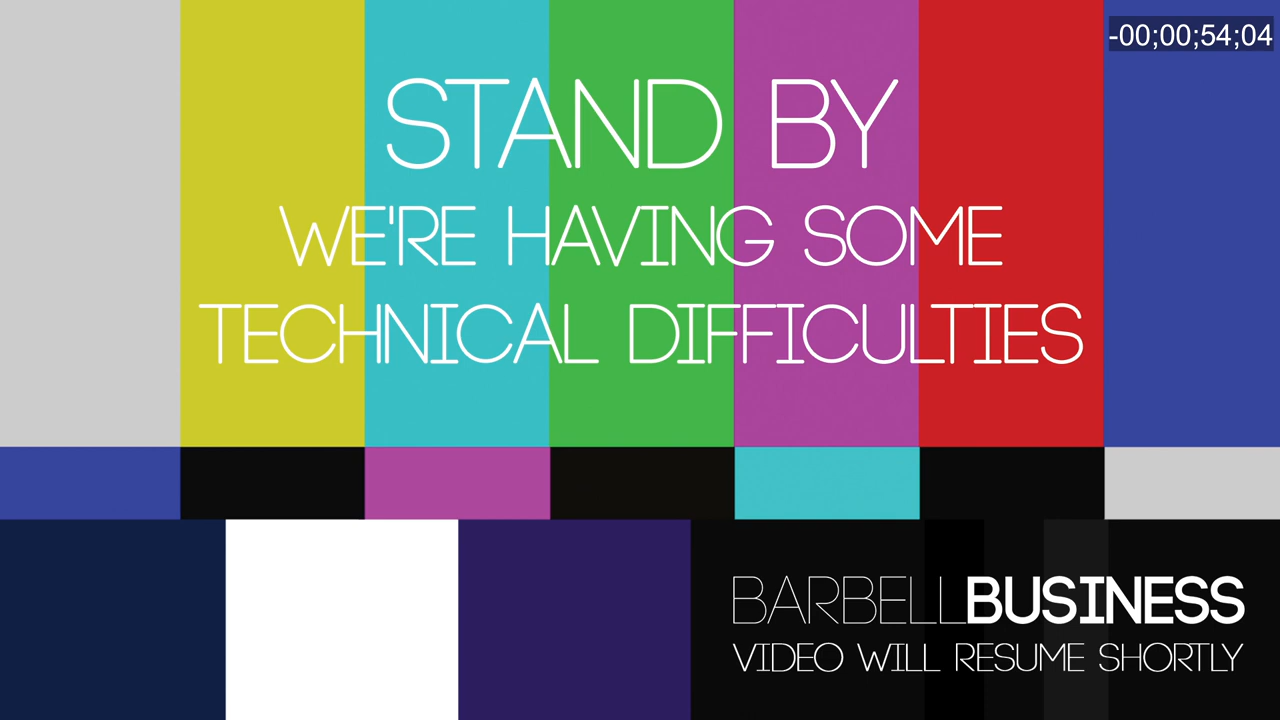 -00;00;54;04
STAND BY
WE'RE HAVING SOME
TECHNICAL DIFFICULTIES
BARBELLBUSINESS
VIDEO WILL RESUME SHORTLY